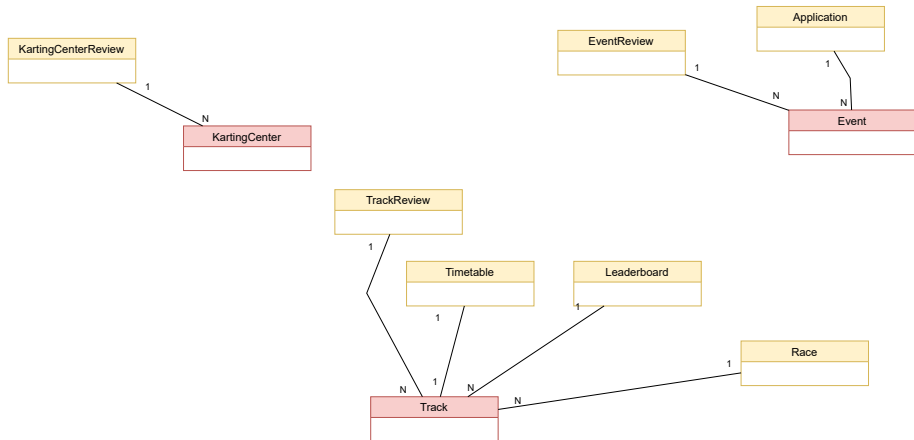 Application
EventReview
KartingCenterReview
1
1
1
N
N
N
Event
KartingCenter
TrackReview
1
Timetable
Leaderboard
1
1
Race
1
N
1
N
N
Track